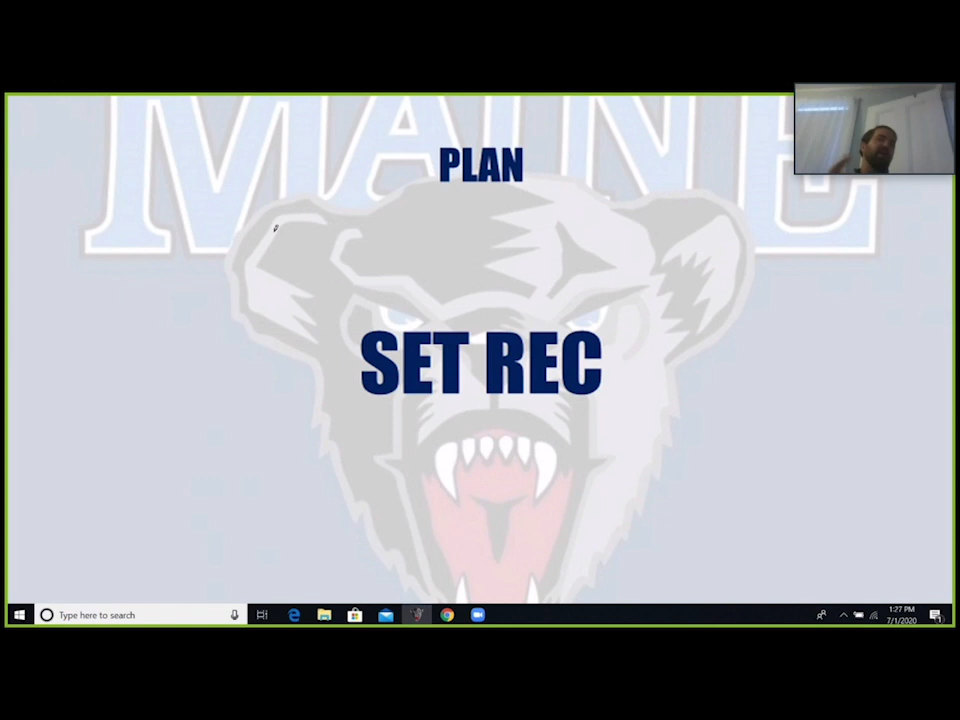 MAINE
PLAN
SET REC
Type here to search
1:27 PM
7/1/2020